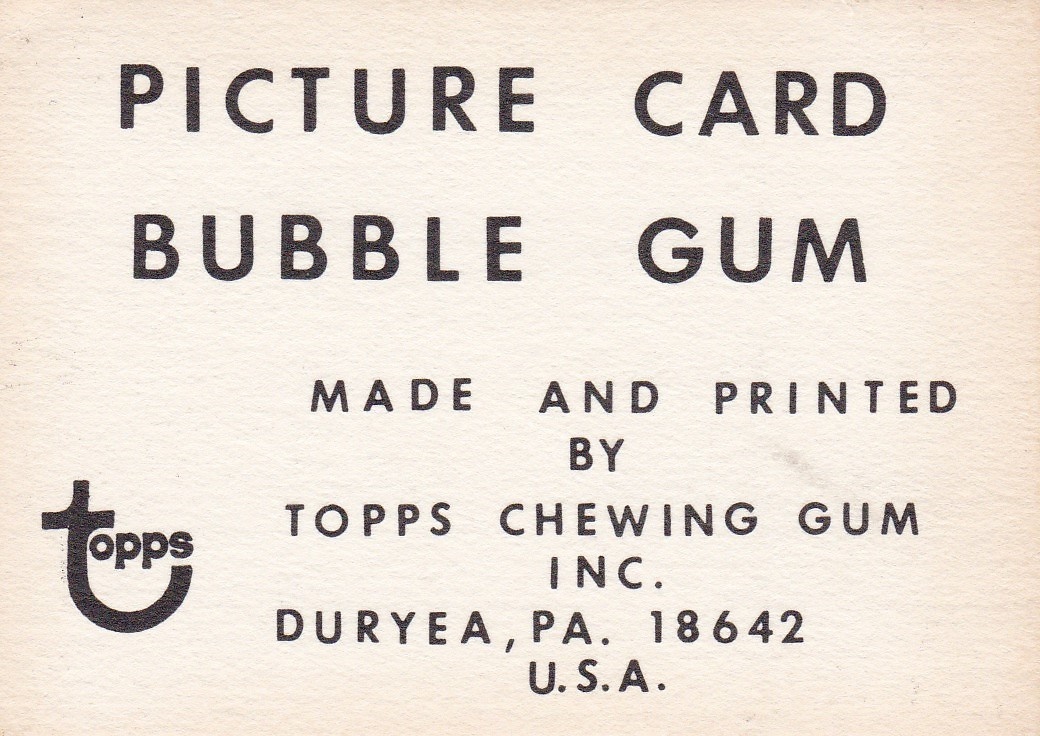 PICTURE CARD
BUBBLE GUM
MADE AND PRINTED
BY
TOPPS CHEWING GUM
INC.
topps
DURYEA, PA. 18642
U.S.A.